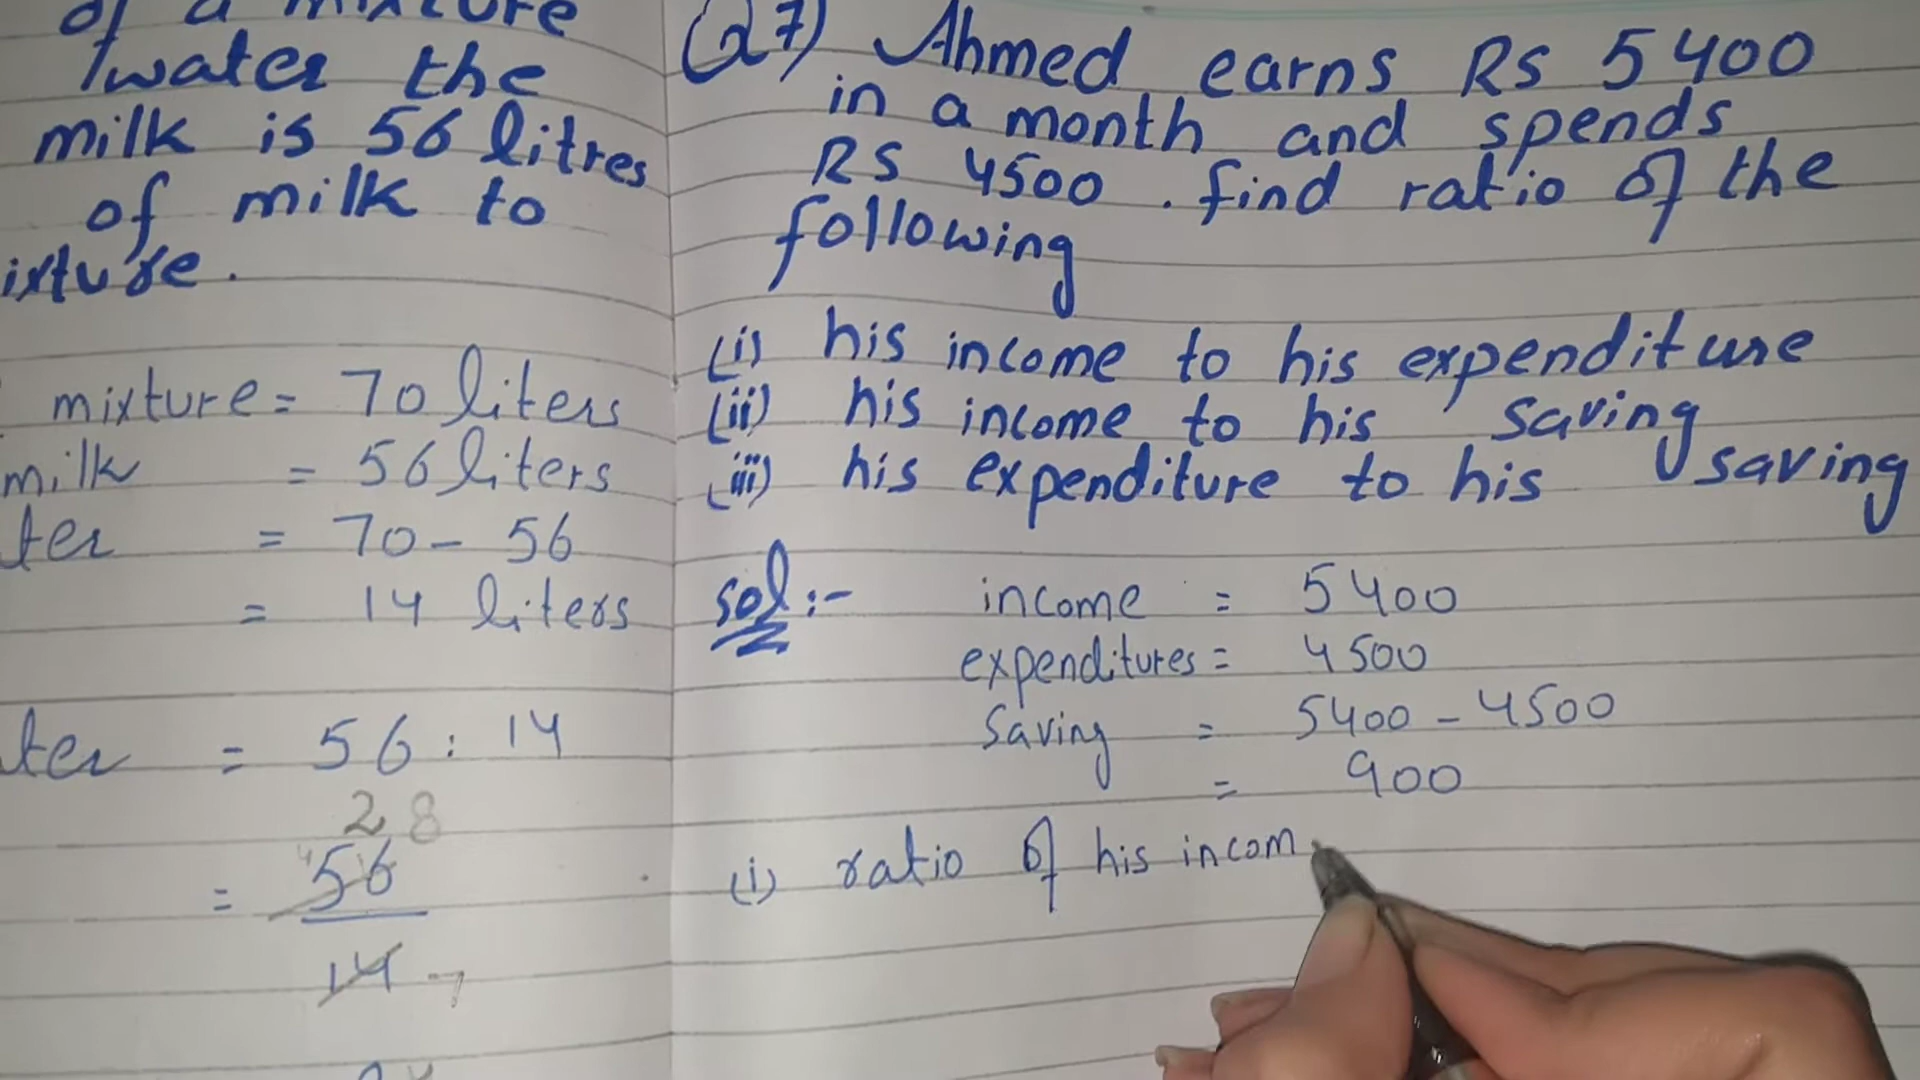 of a mixture
water the
milk is 56 litres
of milk to
ixture.
mixture = 70 liters
milk = 56 liters
ter = 70 - 56
= 14 liters
ter = 56 : 14
28
= 56
14 7
Q7) Ahmed earns Rs 5400
in a month and spends
RS 4500 . find ratio of the
following
(i) his income to his expenditure
(ii) his income to his saving
(iii) his expenditure to his saving
sol:- income = 5400
expenditures = 4500
Saving = 5400 - 4500
= 900
(i) ratio of his incom